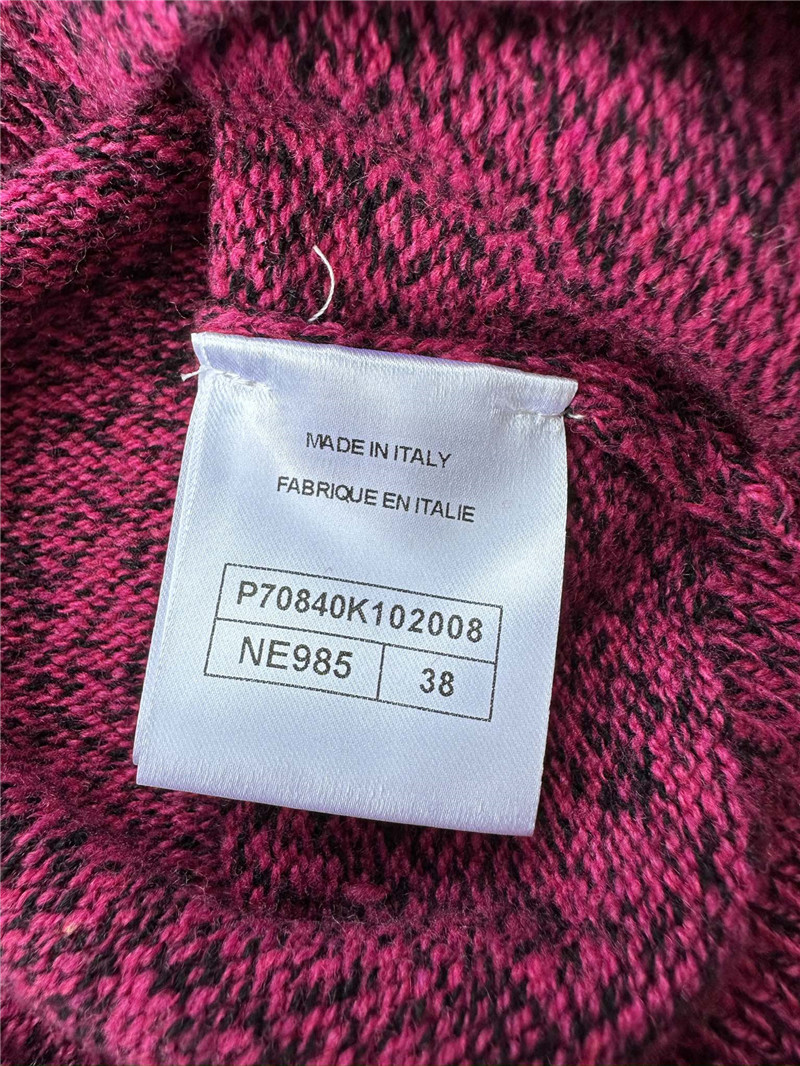 MADE IN ITALY
FABRIQUE EN ITALIE
P70840K102008
NE985 38